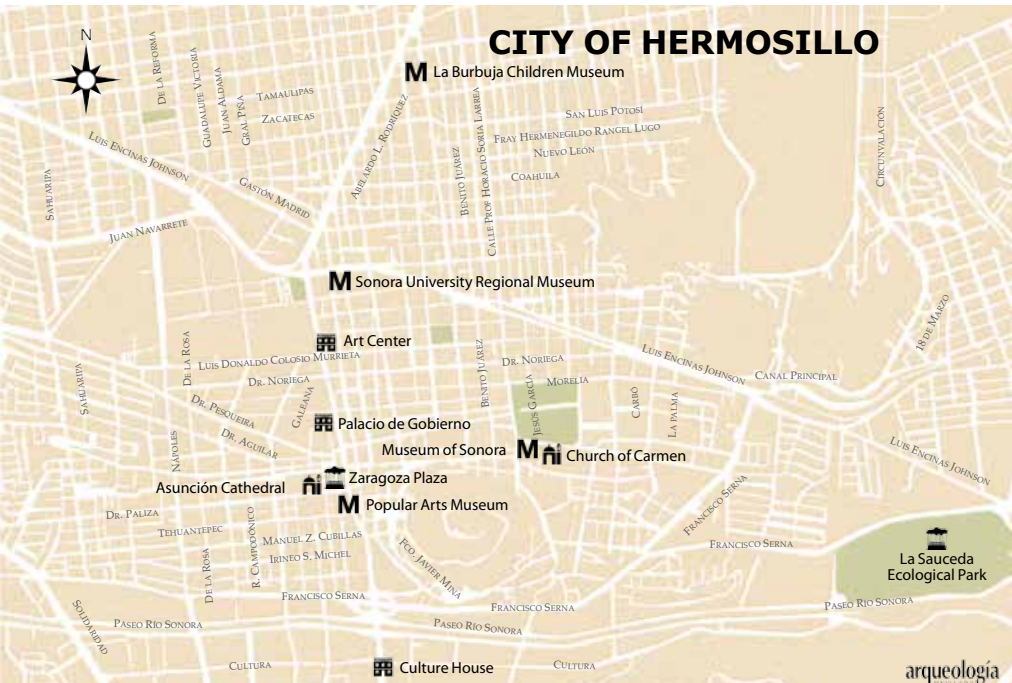 CITY OF HERMOSILLO
N
La Burbuja Children Museum
M
DE LA REFORMA
GUADALUPE VICTORIA
JUAN ALDAMA
GRAL PIÑA
TAMAULIPAS
ZACATECAS
ABELARDO L. RODRIQUEZ
BENITO JUÁREZ
CALLE PROF HORACIO SORIA LARREA
SAN LUIS POTOSÍ
FRAY HERMENEGILDO RANGEL LUGO
NUEVO LEÓN
COAHUILA
CIRCUNVALACIÓN
LUIS ENCINAS JOHNSON
GASTÓN MADRID
SAHUARIPA
JUAN NAVARRETE
M
Sonora University Regional Museum
Art Center
18 DE MARZO
DE LA ROSA
LUIS DONALDO COLOSIO MURRIETA
DR. NORIEGA
BENITO JUÁREZ
DR. NORIEGA
LUIS ENCINAS JOHNSON
CANAL PRINCIPAL
MORELIA
JESÚS GARCÍA
CARBÓ
LA PALMA
SAHUARIPA
DR. PESQUEIRA
GALEANA
DR. AGUILAR
NÁPOLES
Palacio de Gobierno
Museum of Sonora
M
Church of Carmen
LUIS ENCINAS JOHNSON
Asunción Cathedral
Zaragoza Plaza
M
Popular Arts Museum
FRANCISCO SERNA
DR. PALIZA
TEHUANTEPEC
R. CAMPODÓNICO
MANUEL Z. CUBILLAS
IRINEO S. MICHEL
DE LA ROSA
FCO. JAVIER MINA
FRANCISCO SERNA
La Sauceda
Ecological Park
FRANCISCO SERNA
FRANCISCO SERNA
PASEO RÍO SONORA
SOLIDARIDAD
PASEO RÍO SONORA
PASEO RÍO SONORA
CULTURA
Culture House
CULTURA
arqueología